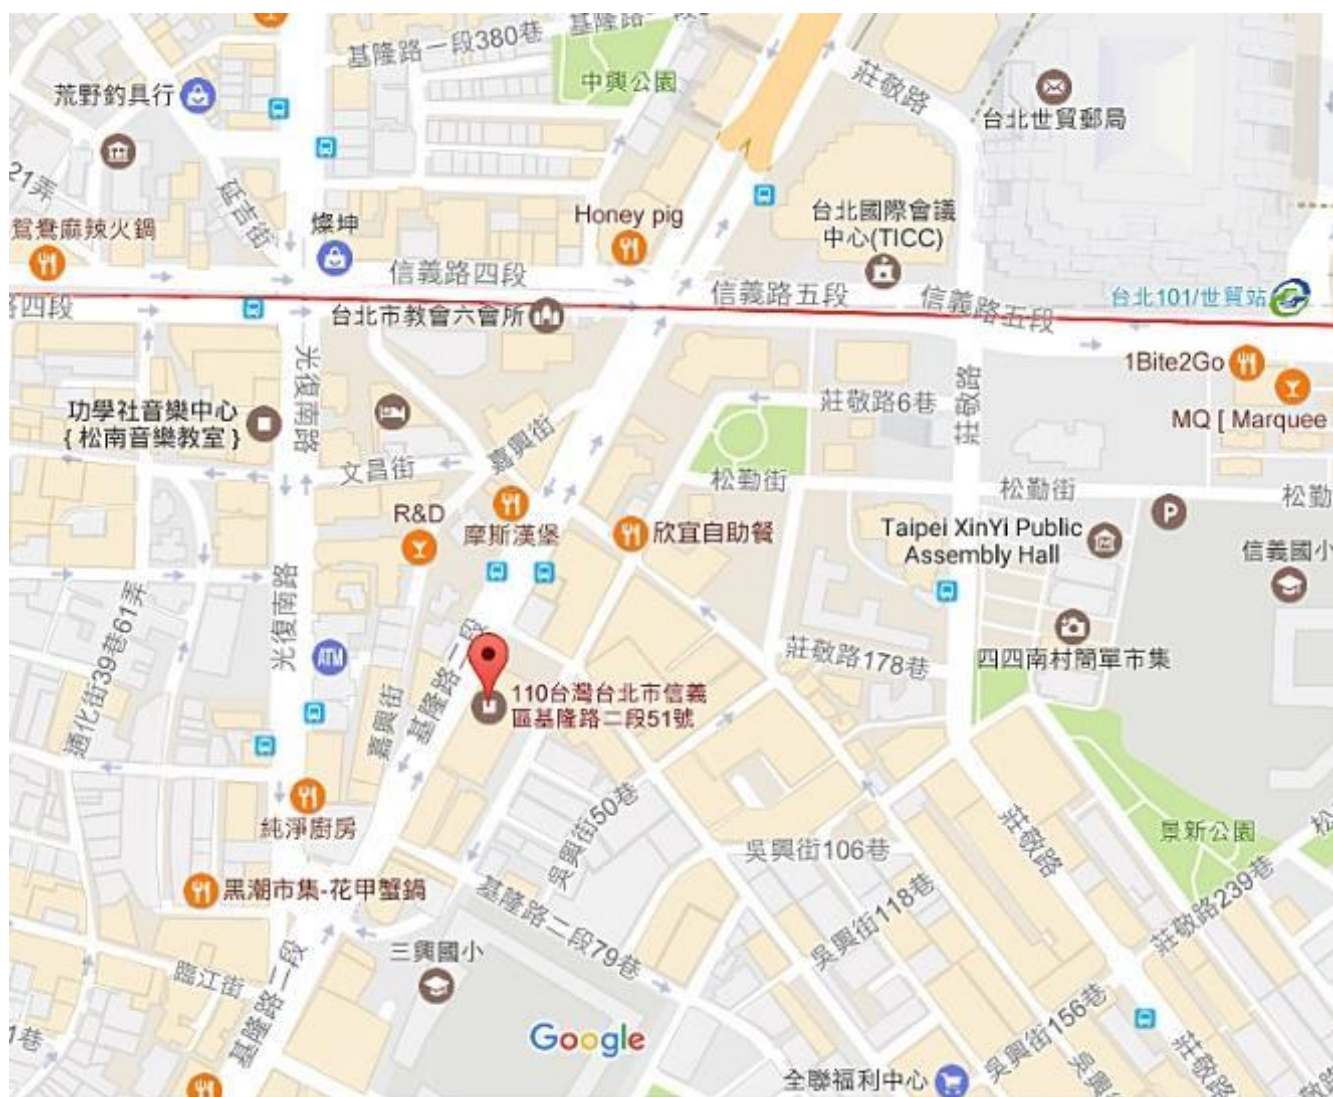 基隆路一段380巷
中興公園
莊敬路
荒野釣具行
台北世貿郵局
延吉街
Honey pig
台北國際會議
中心(TICC)
燦坤
鴛鴦麻辣火鍋
信義路四段
信義路五段
信義路五段
台北101/世貿站
台北市教會六會所
1Bite2Go
光復南路
莊敬路6巷
莊敬路
功學社音樂中心
{ 松南音樂教室 }
MQ [ Marquee
嘉興街
文昌街
松勤街
松勤街
松勤
R&D
摩斯漢堡
欣宜自助餐
Taipei XinYi Public
Assembly Hall
信義國小
光復南路
通化街39巷61弄
ATM
四四南村簡單市集
莊敬路178巷
基隆路二段
110台灣台北市信義
區基隆路二段51號
嘉興街
純淨廚房
吳興街50巷
莊敬路
景新公園
吳興街106巷
黑潮市集-花甲蟹鍋
基隆路二段79巷
吳興街118巷
莊敬路239巷
三興國小
臨江街
基隆路二段
吳興街156巷
莊敬路
Google
全聯福利中心